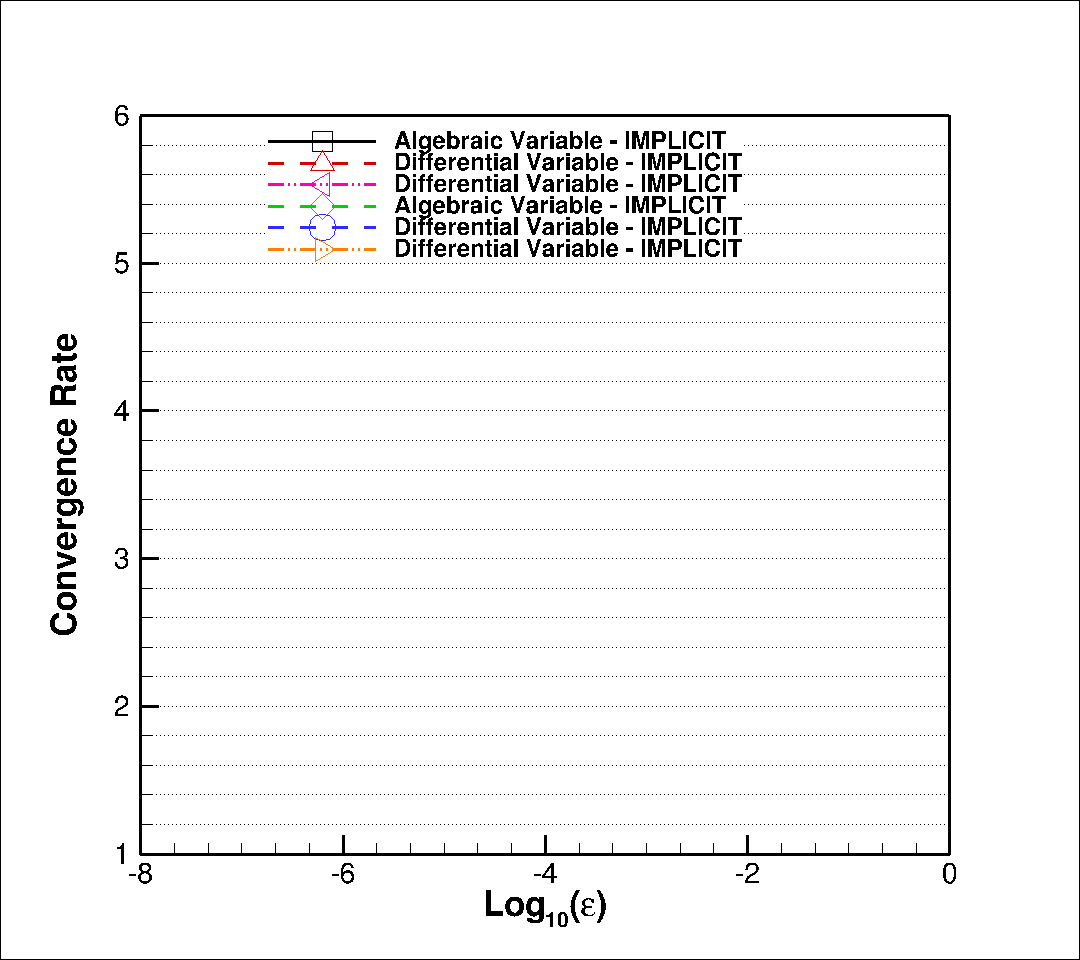 6
Algebraic Variable - IMPLICIT
Differential Variable - IMPLICIT
Differential Variable - IMPLICIT
Algebraic Variable - IMPLICIT
Differential Variable - IMPLICIT
Differential Variable - IMPLICIT
5
4
3
2
1
Convergence Rate
-8 -6 -4 -2 0
Log10(ε)